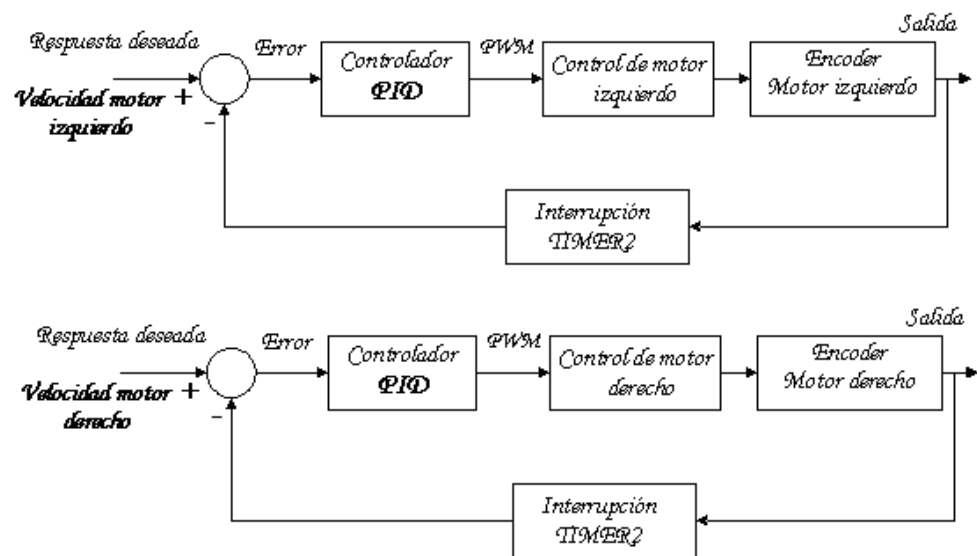 Salida
Respuesta deseada
Error
Controlador
PID
PWM
Control de motor
izquierdo
Encoder
Motor izquierdo
Velocidad motor +
izquierdo
–
Interrupción
TIMER2
Salida
Respuesta deseada
Error
Controlador
PID
PWM
Control de motor
derecho
Encoder
Motor derecho
Velocidad motor +
derecho
–
Interrupción
TIMER2